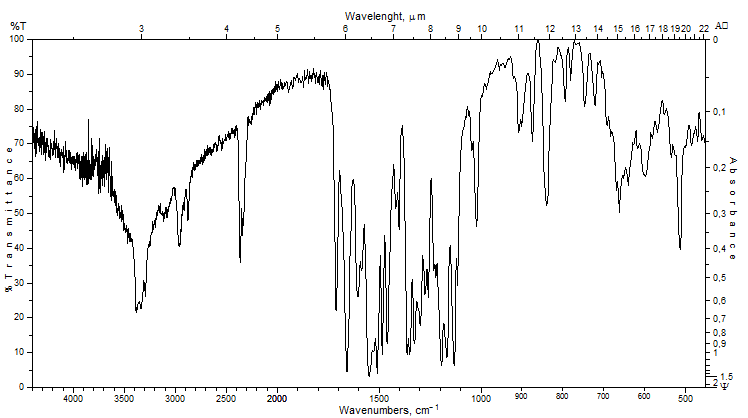 Wavelenght, μm
%T 3 4 5 6 7 8 9 10 11 12 13 14 15 16 17 18 19 20 22 A□
100 0
90
80 0,1
70
60 0,2
50 0,3
40 0,4
30 0,5
0,6
20 0,7
0,8
10 0,9
1
1,5
0 2
%Transmittance
Absorbance
4000 3500 3000 2500 2000 1500 1000 900 800 700 600 500
Wavenumbers, cm⁻¹